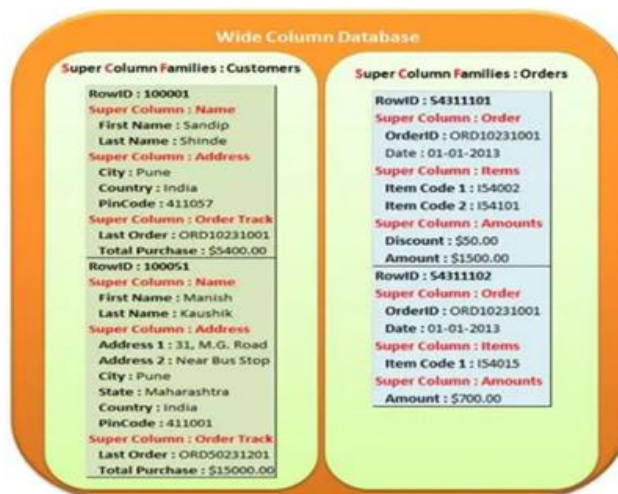 Wide Column Database
Super Column Families : Customers
RowID : 100001
Super Column : Name
First Name : Sandip
Last Name : Shinde
Super Column : Address
City : Pune
Country : India
PinCode : 411057
Super Column : Order Track
Last Order : ORD10231001
Total Purchase : $5400.00
RowID : 100051
Super Column : Name
First Name : Manish
Last Name : Kaushik
Super Column : Address
Address 1 : 31, M.G. Road
Address 2 : Near Bus Stop
City : Pune
State : Maharashtra
Country : India
PinCode : 411001
Super Column : Order Track
Last Order : ORD50231201
Total Purchase : $15000.00
Super Column Families : Orders
RowID : S4311101
Super Column : Order
OrderID : ORD10231001
Date : 01-01-2013
Super Column : Items
Item Code 1 : I54002
Item Code 2 : I54101
Super Column : Amounts
Discount : $50.00
Amount : $1500.00
RowID : S4311102
Super Column : Order
OrderID : ORD10231001
Date : 01-01-2013
Super Column : Items
Item Code 1 : I54015
Super Column : Amounts
Amount : $700.00